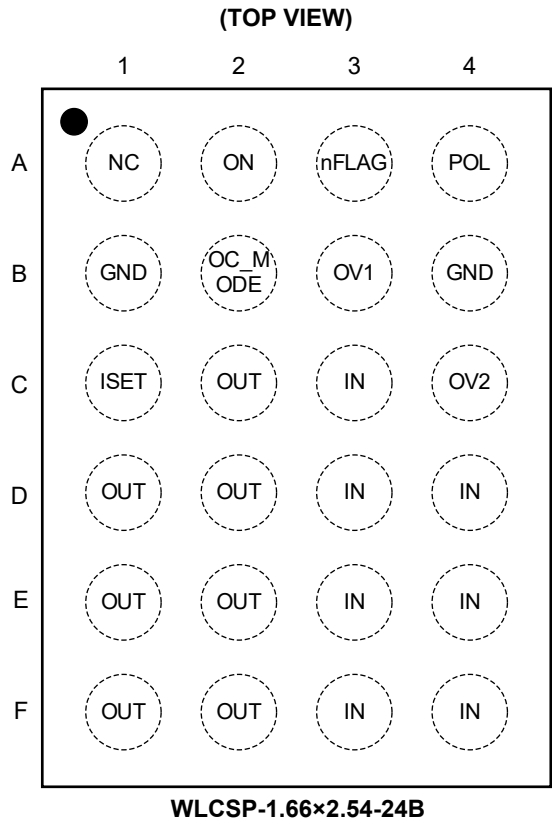 (TOP VIEW)
1 2 3 4
A NC ON nFLAG POL
B GND OC_M
ODE OV1 GND
C ISET OUT IN OV2
D OUT OUT IN IN
E OUT OUT IN IN
F OUT OUT IN IN
WLCSP-1.66×2.54-24B